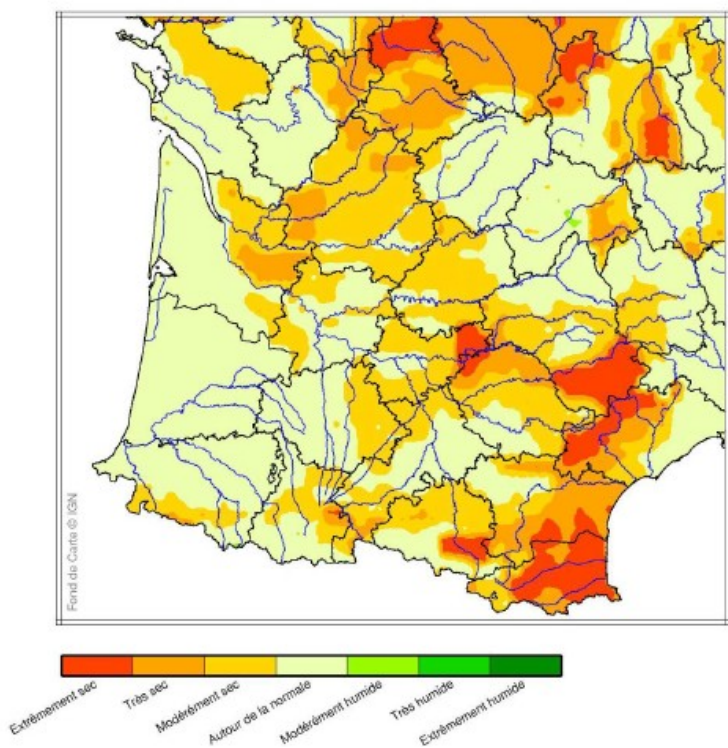 Fond de Carte © IGN
Extrêmement sec
Très sec
Modérément sec
Autour de la normale
Modérément humide
Très humide
Extrêmement humide